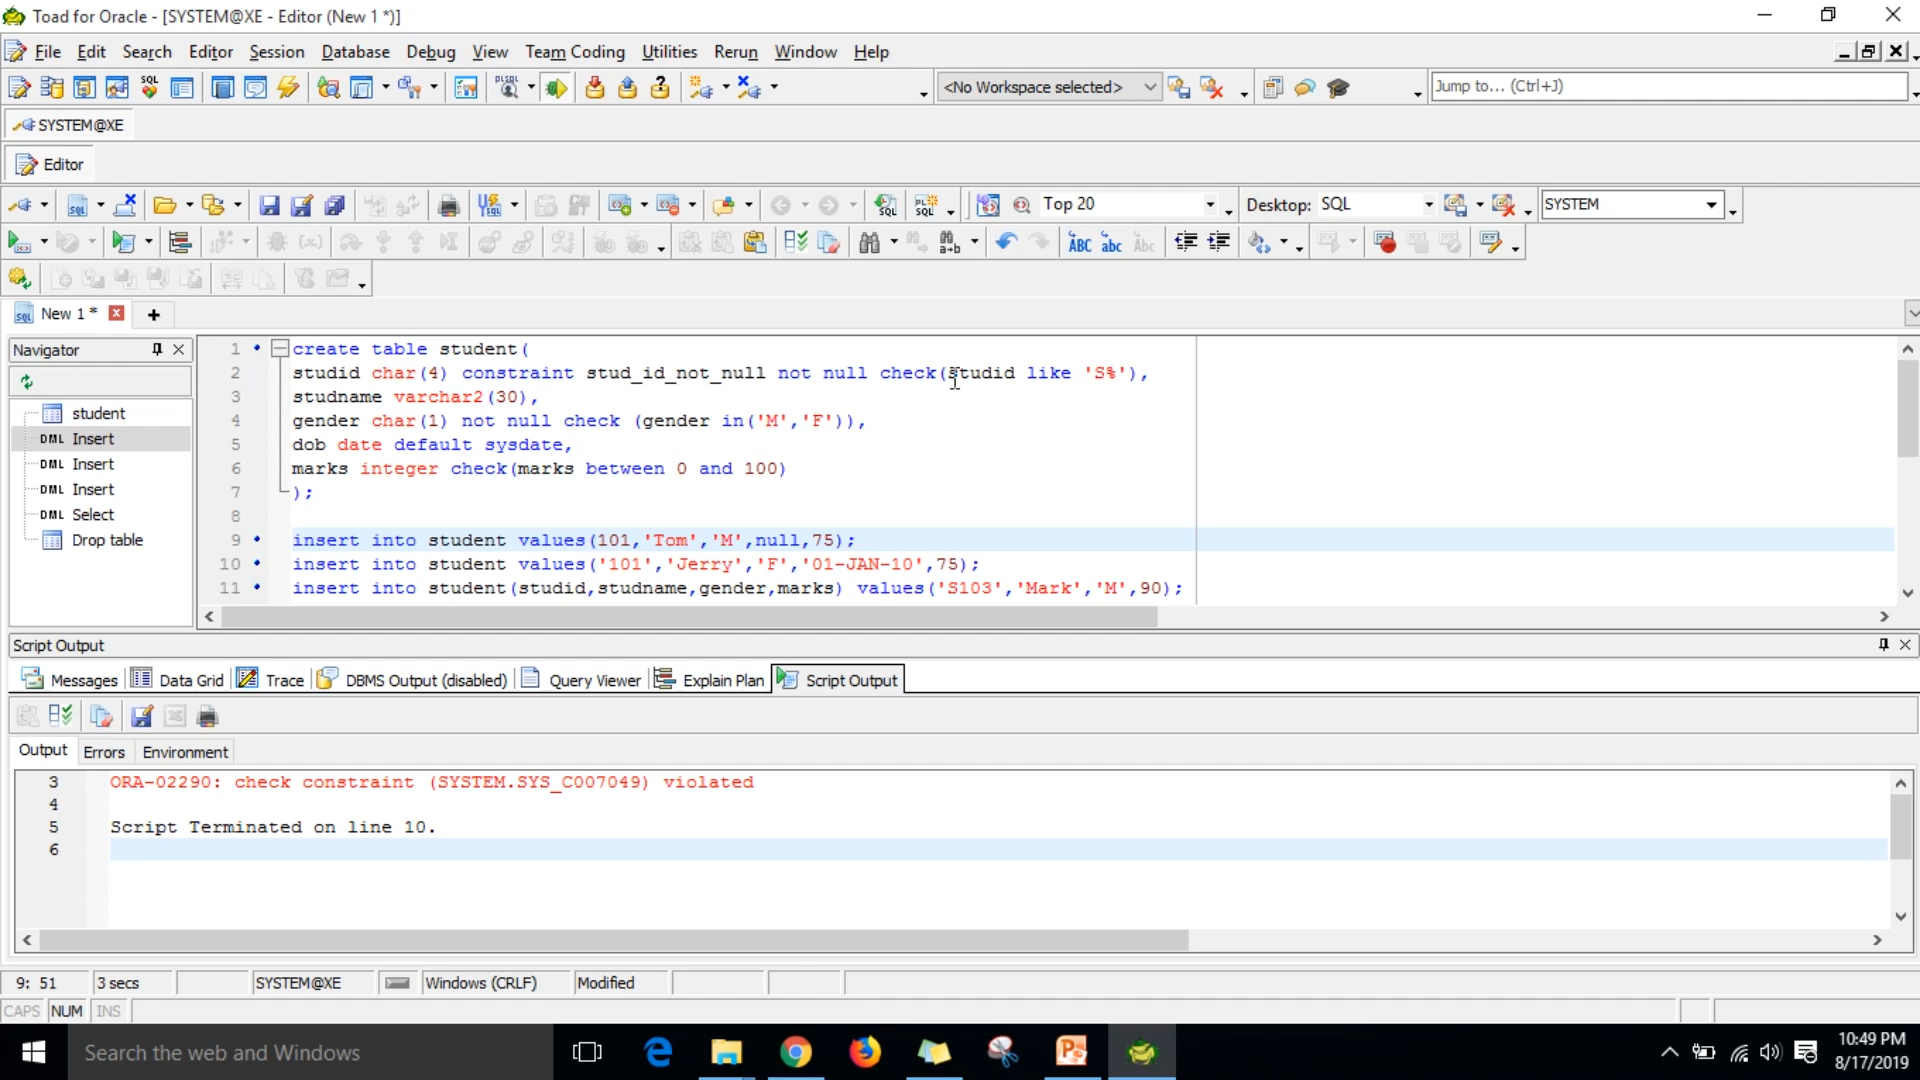 Toad for Oracle - [SYSTEM@XE - Editor (New 1 *)]
File Edit Search Editor Session Database Debug View Team Coding Utilities Rerun Window Help
SQL PLSQL <No Workspace selected> Jump to... (Ctrl+J)
SYSTEM@XE
Editor
Top 20 Desktop: SQL SYSTEM
New 1 *
Navigator
student
DML Insert
DML Insert
DML Insert
DML Select
Drop table
1 create table student(
2 studid char(4) constraint stud_id_not_null not null check(studid like 'S%'),
3 studname varchar2(30),
4 gender char(1) not null check (gender in('M','F')),
5 dob date default sysdate,
6 marks integer check(marks between 0 and 100)
7 );
8
9 insert into student values(101,'Tom','M',null,75);
10 insert into student values('101','Jerry','F','01-JAN-10',75);
11 insert into student(studid,studname,gender,marks) values('S103','Mark','M',90);
Script Output
Messages Data Grid Trace DBMS Output (disabled) Query Viewer Explain Plan Script Output
Output Errors Environment
3 ORA-02290: check constraint (SYSTEM.SYS_C007049) violated
4
5 Script Terminated on line 10.
6
9: 51 3 secs SYSTEM@XE Windows (CRLF) Modified
CAPS NUM INS
Search the web and Windows
10:49 PM
8/17/2019